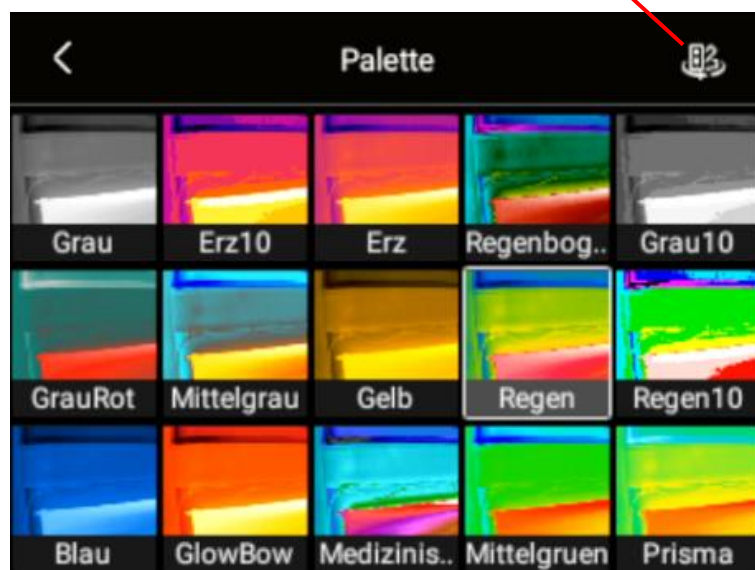 Palette
Grau Erz10 Erz Regenbog.. Grau10
GrauRot Mittelgrau Gelb Regen Regen10
Blau GlowBow Medizinis.. Mittelgruen Prisma